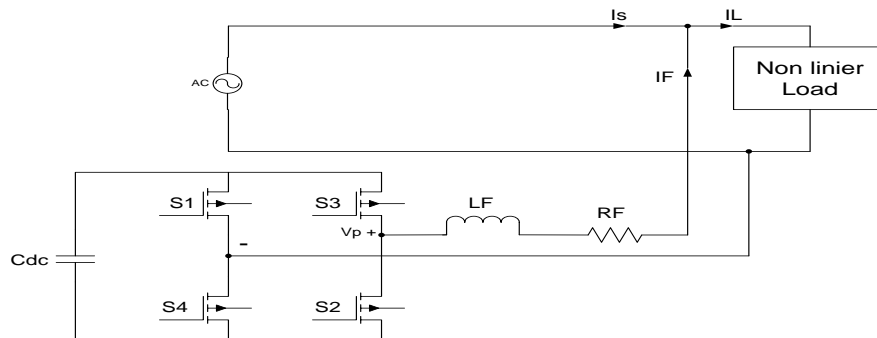 Is
IL
AC
IF
Non linier
Load
S1
S3
LF
RF
Vp +
-
Cdc
S4
S2